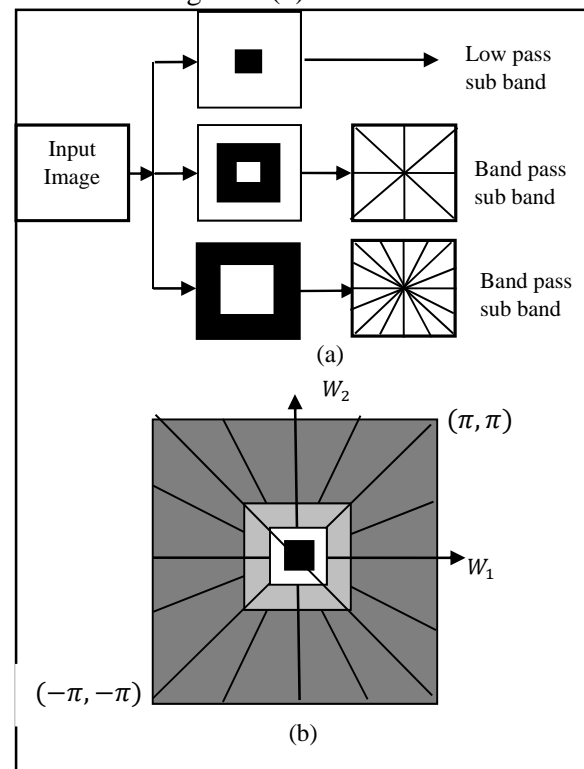 Low pass
sub band
Input
Image
Band pass
sub band
Band pass
sub band
(a)
W₂
(π, π)
W₁
(−π, −π)
(b)